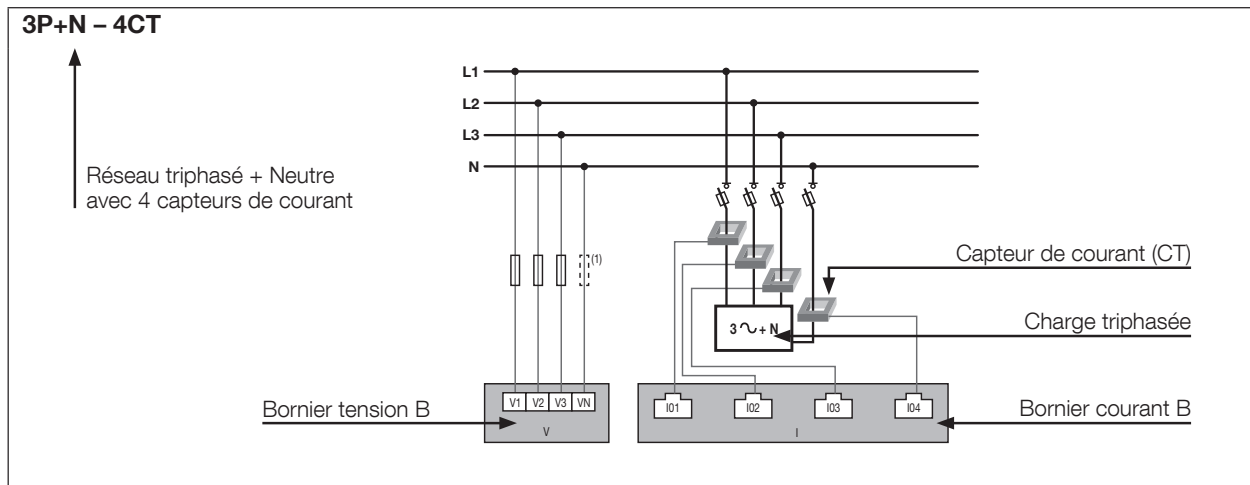 3P+N – 4CT
L1
L2
L3
N
Réseau triphasé + Neutre
avec 4 capteurs de courant
(1)
Capteur de courant (CT)
3 ∿ + N
Charge triphasée
Bornier tension B
V1 V2 V3 VN
V
I01 I02 I03 I04
I
Bornier courant B